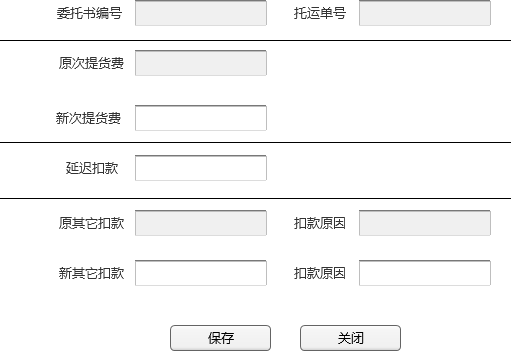 委托书编号 托运单号
原次提货费
新次提货费
延迟扣款
原其它扣款 扣款原因
新其它扣款 扣款原因
保存 关闭